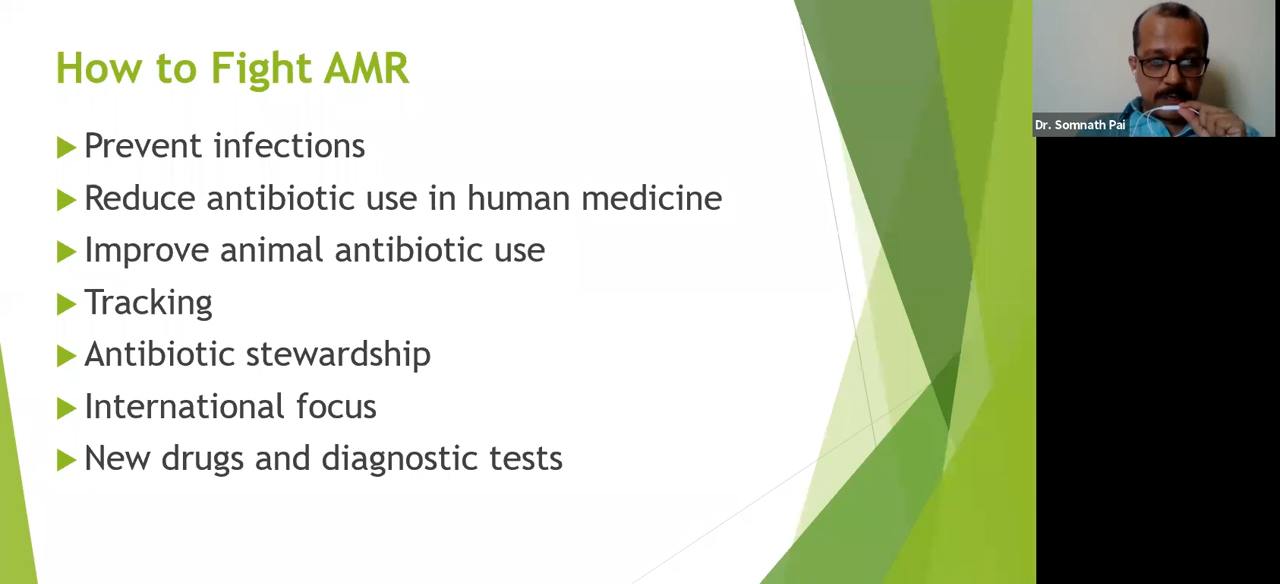 How to Fight AMR
Prevent infections
Reduce antibiotic use in human medicine
Improve animal antibiotic use
Tracking
Antibiotic stewardship
International focus
New drugs and diagnostic tests
Dr. Somnath Pai